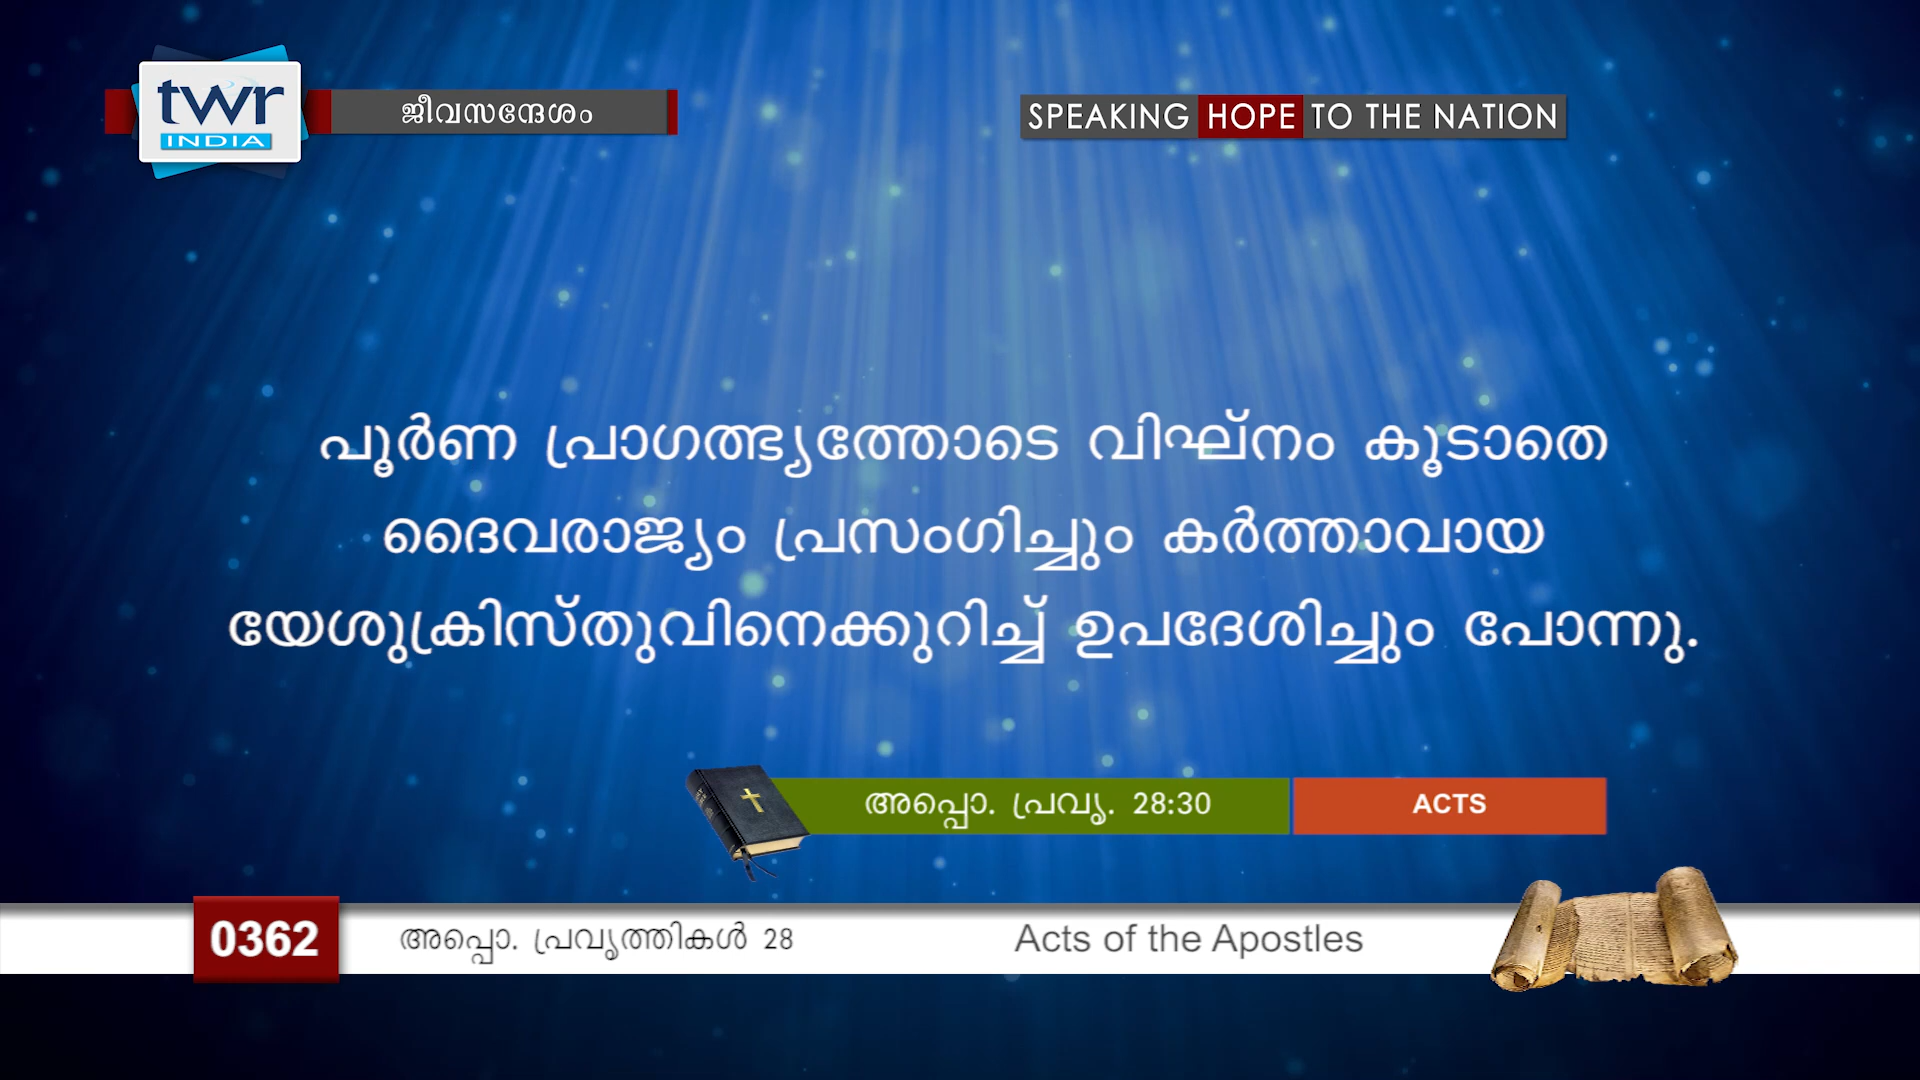 twr
INDIA
ജീവസന്ദേശം
SPEAKING HOPE TO THE NATION
പൂർണ പ്രാഗത്ഭ്യത്തോടെ വിഘ്നം കൂടാതെ
ദൈവരാജ്യം പ്രസംഗിച്ചും കർത്താവായ
യേശുക്രിസ്തുവിനെക്കുറിച്ച് ഉപദേശിച്ചും പോന്നു.
അപ്പൊ. പ്രവൃ. 28:30
ACTS
0362
അപ്പൊ. പ്രവൃത്തികൾ 28
Acts of the Apostles